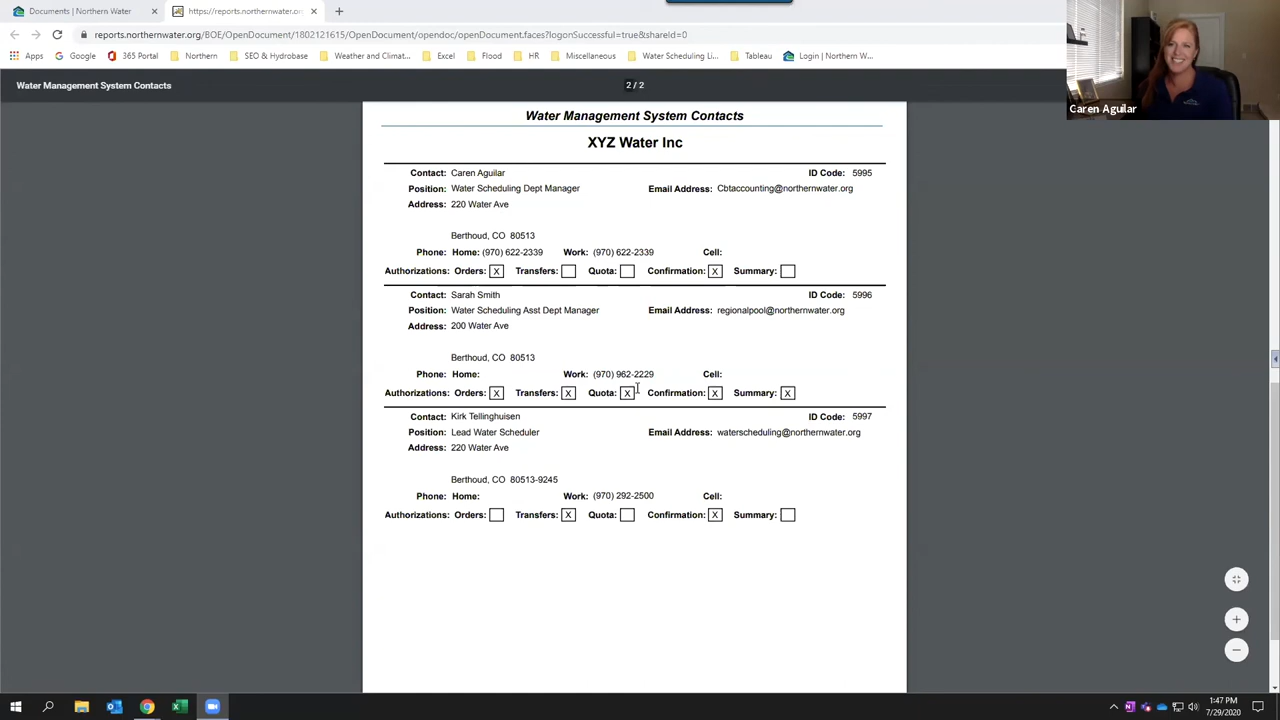 Documents | Northern Water
https://reports.northernwater.or
reports.northernwater.org/BOE/OpenDocument/1802121615/OpenDocument/opendoc/openDocument.faces?logonSuccessful=true&shareId=0
Apps Google 365 Portal Northern SEO & Hydrobase Weather and Climat... Excel Flood HR Miscellaneous Water Scheduling Li... Tableau Login | Northern W...
Water Management System Contacts
2 / 2
Caren Aguilar
Water Management System Contacts
XYZ Water Inc
Contact: Caren Aguilar ID Code: 5995
Position: Water Scheduling Dept Manager Email Address: Cbtaccounting@northernwater.org
Address: 220 Water Ave
Berthoud, CO 80513
Phone: Home: (970) 622-2339 Work: (970) 622-2339 Cell:
Authorizations: Orders: X Transfers: Quota: Confirmation: X Summary:
Contact: Sarah Smith ID Code: 5996
Position: Water Scheduling Asst Dept Manager Email Address: regionalpool@northernwater.org
Address: 200 Water Ave
Berthoud, CO 80513
Phone: Home: Work: (970) 962-2229 Cell:
Authorizations: Orders: X Transfers: X Quota: X Confirmation: X Summary: X
Contact: Kirk Tellinghuisen ID Code: 5997
Position: Lead Water Scheduler Email Address: waterscheduling@northernwater.org
Address: 220 Water Ave
Berthoud, CO 80513-9245
Phone: Home: Work: (970) 292-2500 Cell:
Authorizations: Orders: Transfers: X Quota: Confirmation: X Summary:
1:47 PM
7/29/2020